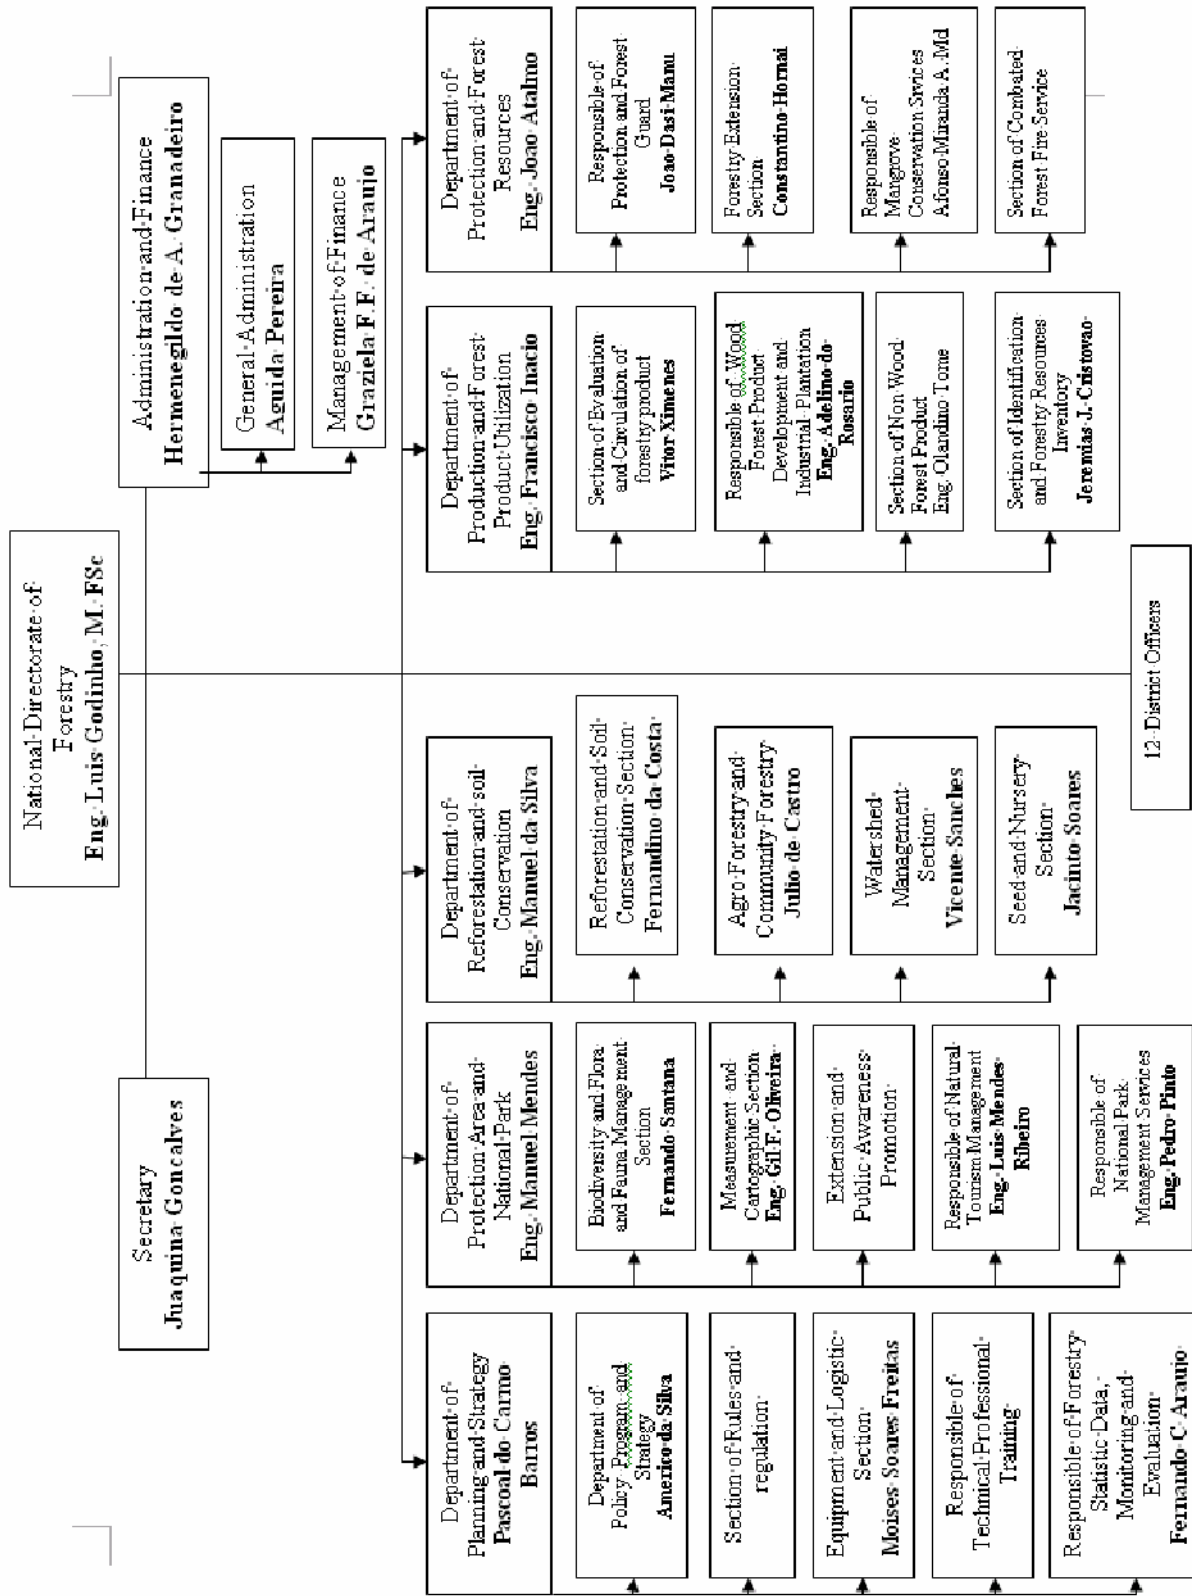 National Directorate of
Forestry
Eng. Luis Godinho, M. FSc
Secretary
Juaquina Goncalves
Administration and Finance
Hermenegildo de A. Granadeiro
General Administration
Aguida Pereira
Management of Finance
Graziela F.F. de Araujo
Department of
Planning and Strategy
Pascoal do Carmo
Barros
Department of
Policy, Program and
Strategy
Americo da Silva
Section of Rules and
regulation
Equipment and Logistic
Section
Moises Soares Freitas
Responsible of
Technical Professional
Training
Responsible of Forestry
Statistic Data,
Monitoring and
Evaluation
Fernando C. Araujo
Department of
Protection Area and
National Park
Eng. Manuel Mendes
Biodiversity and Flora
and Fauna Management
Section
Fernando Santana
Measurement and
Cartographic Section
Eng. Gil F. Oliveira
Extension and
Public Awareness
Promotion
Responsible of Natural
Tourism Management
Eng. Luis Mendes
Ribeiro
Responsible of
National Park
Management Services
Eng. Pedro Pinto
Department of
Reforestation and soil
Conservation
Eng. Manuel da Silva
Reforestation and Soil
Conservation Section
Fernandino da Costa
Agro Forestry and
Community Forestry
Julio de Castro
Watershed
Management
Section
Vicente Sanches
Seed and Nursery
Section
Jacinto Soares
Department of
Production and Forest
Product Utilization
Eng. Francisco Inacio
Section of Evaluation
and Circulation of
forestry product
Vitor Ximenes
Responsible of Wood
Forest Product
Development and
Industrial Plantation
Eng. Adelino do
Rosario
Section of Non Wood
Forest Product
Eng. Olandino Tome
Section of Identification
and Forestry Resources
Inventory
Jeremias J. Cristovao
Department of
Protection and Forest
Resources
Eng. Joao Atalmo
Responsible of
Protection and Forest
Guard
Joao Dasi Manu
Forestry Extension
Section
Constantino Hornai
Responsible of
Mangrove
Conservation Srvices
Afonso Miranda A. Md
Section of Combated
Forest Fire Service
12 District Officers